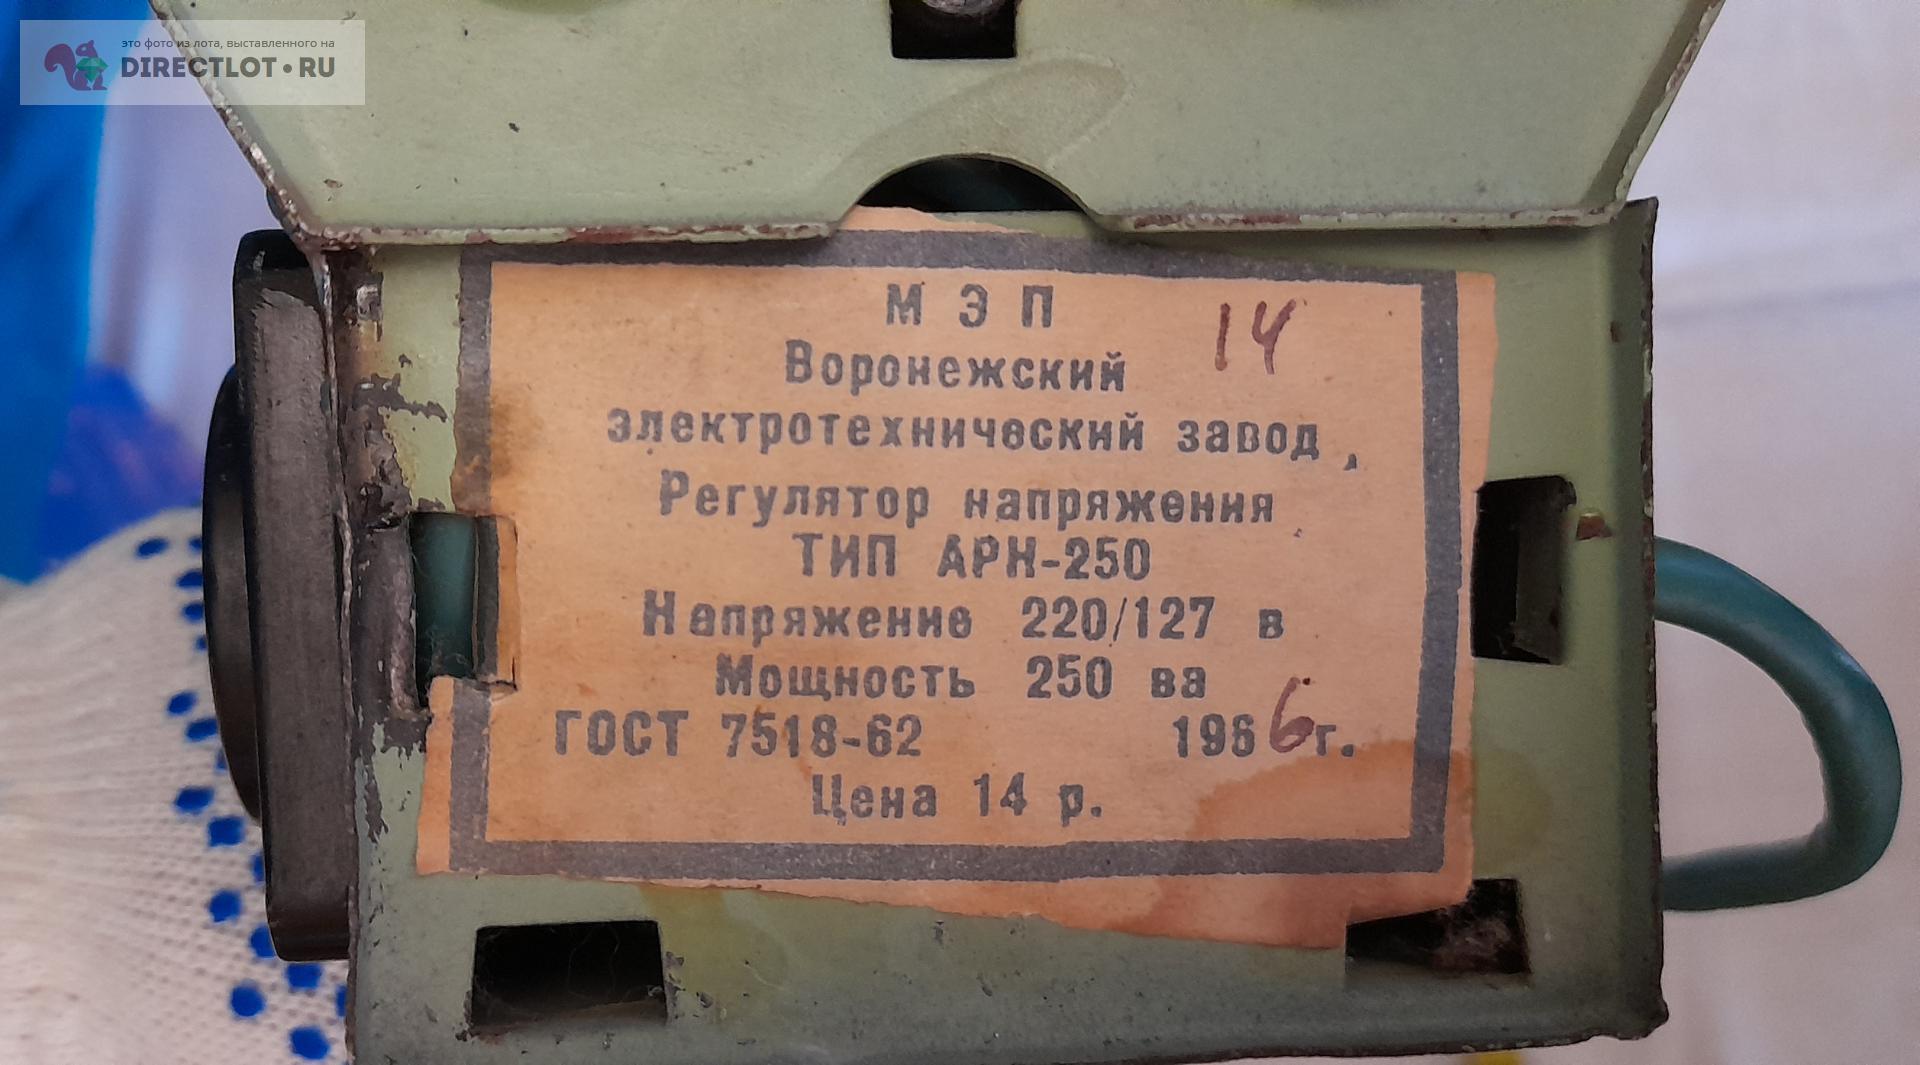 это фото из лота, выставленного на
DIRECTLOT•RU
МЭП
14
Воронежский
электротехнический завод,
Регулятор напряжения
ТИП АРН-250
Напряжение 220/127 в
Мощность 250 ва
ГОСТ 7518-62 1966г.
Цена 14 р.